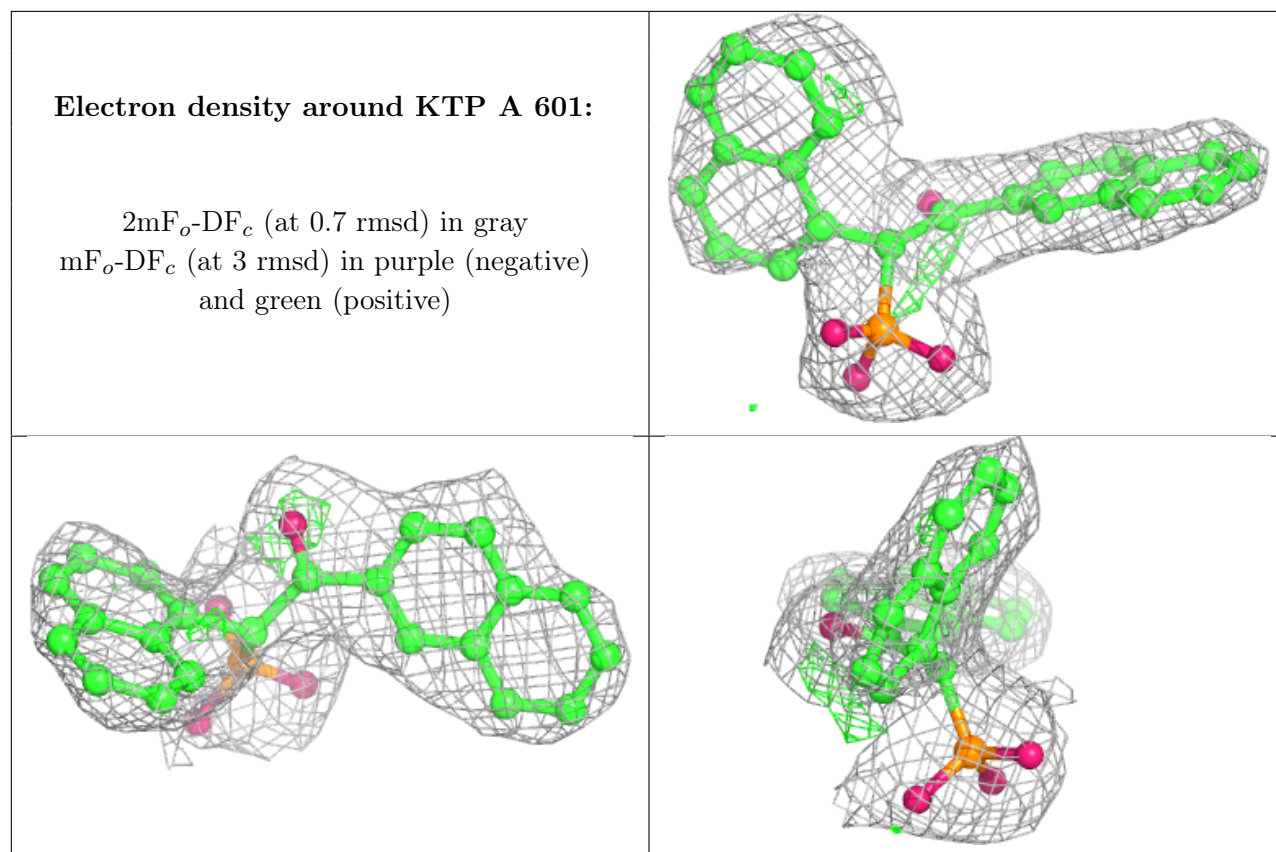 Electron density around KTP A 601:
2mFo-DFc (at 0.7 rmsd) in gray
mFo-DFc (at 3 rmsd) in purple (negative)
and green (positive)